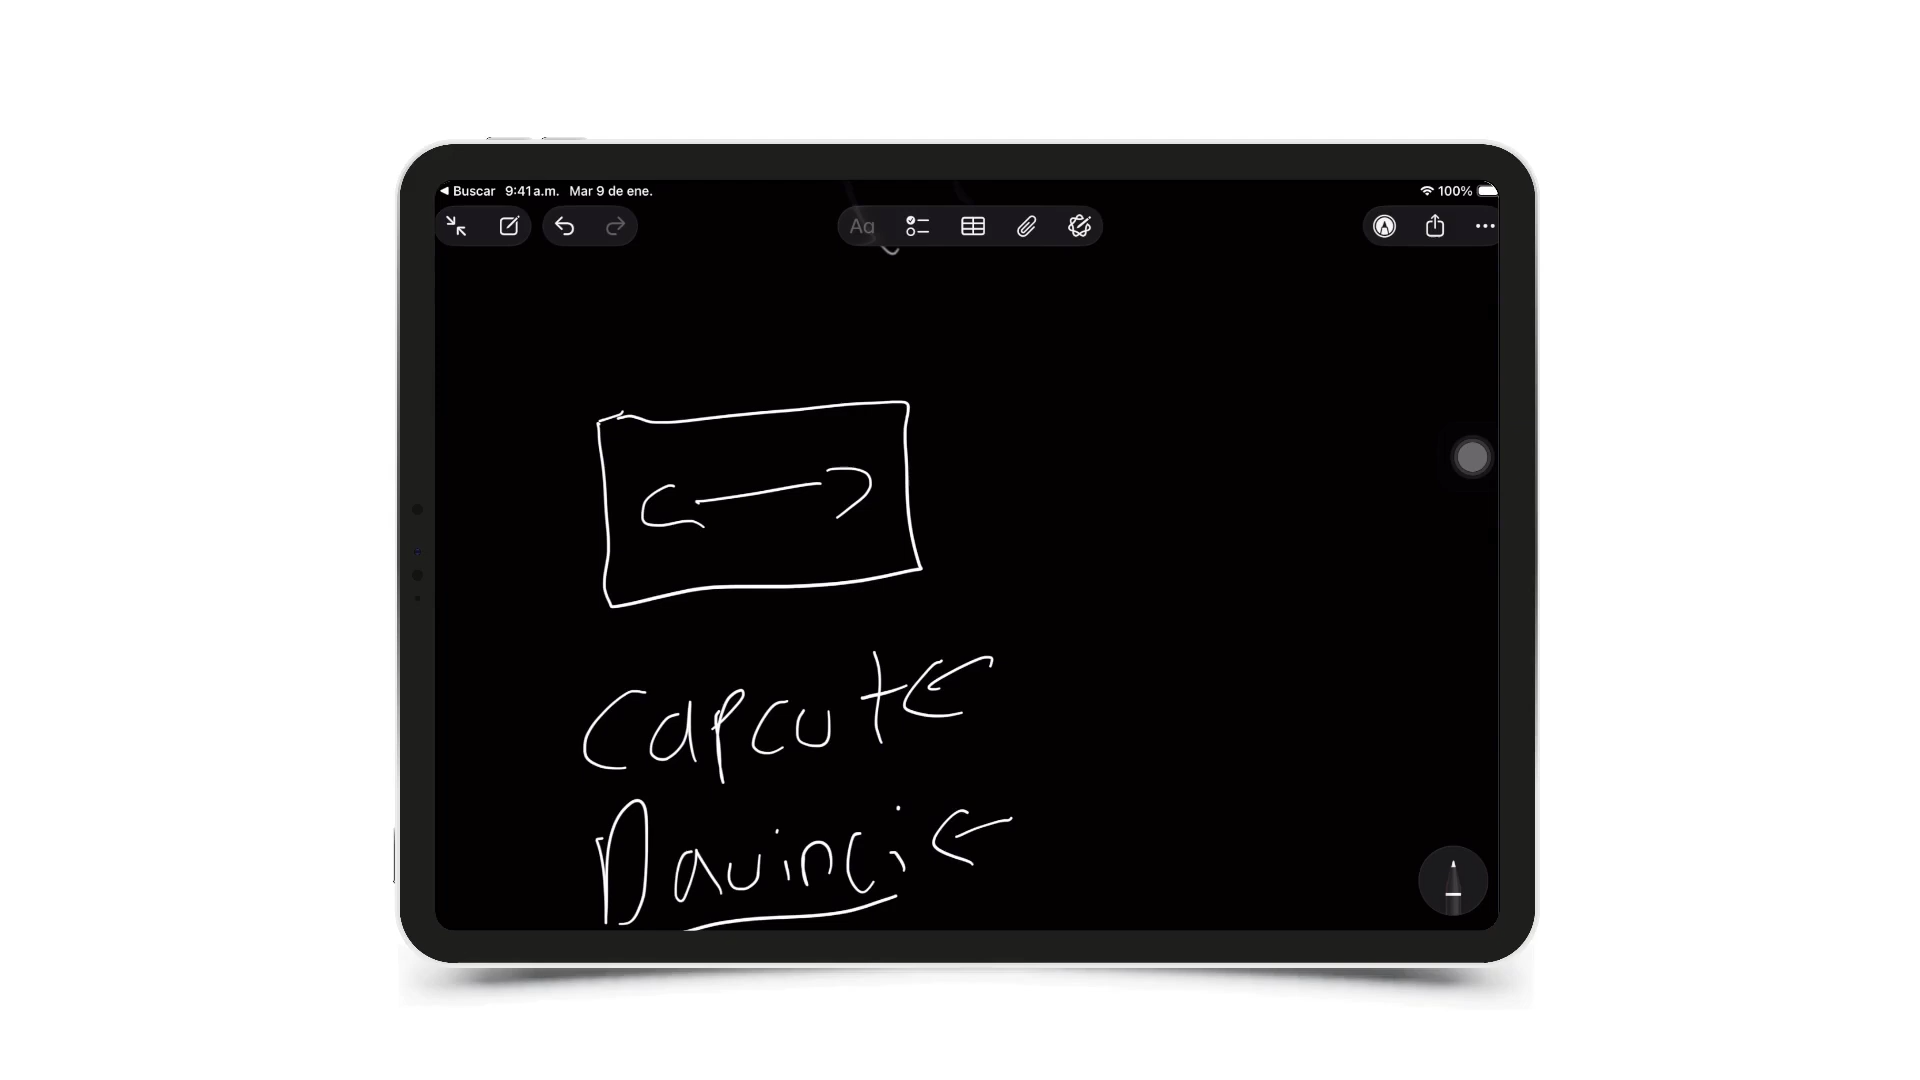 Buscar 9:41 a.m. Mar 9 de ene. 100%
Aa
Capcut ←
Davinci ←